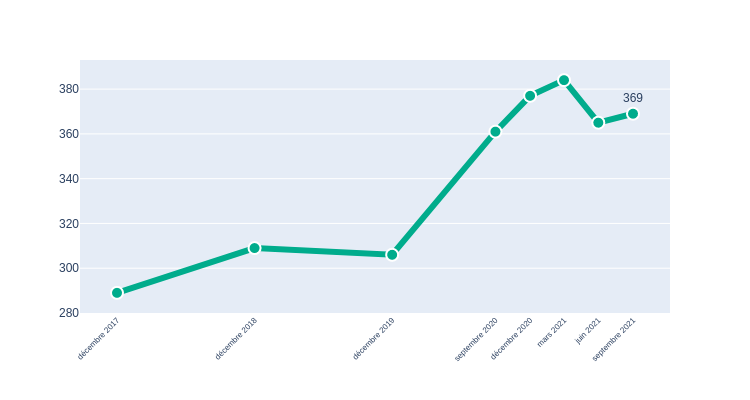 380
369
360
340
320
300
280
décembre 2017
décembre 2018
décembre 2019
septembre 2020
décembre 2020
mars 2021
juin 2021
septembre 2021